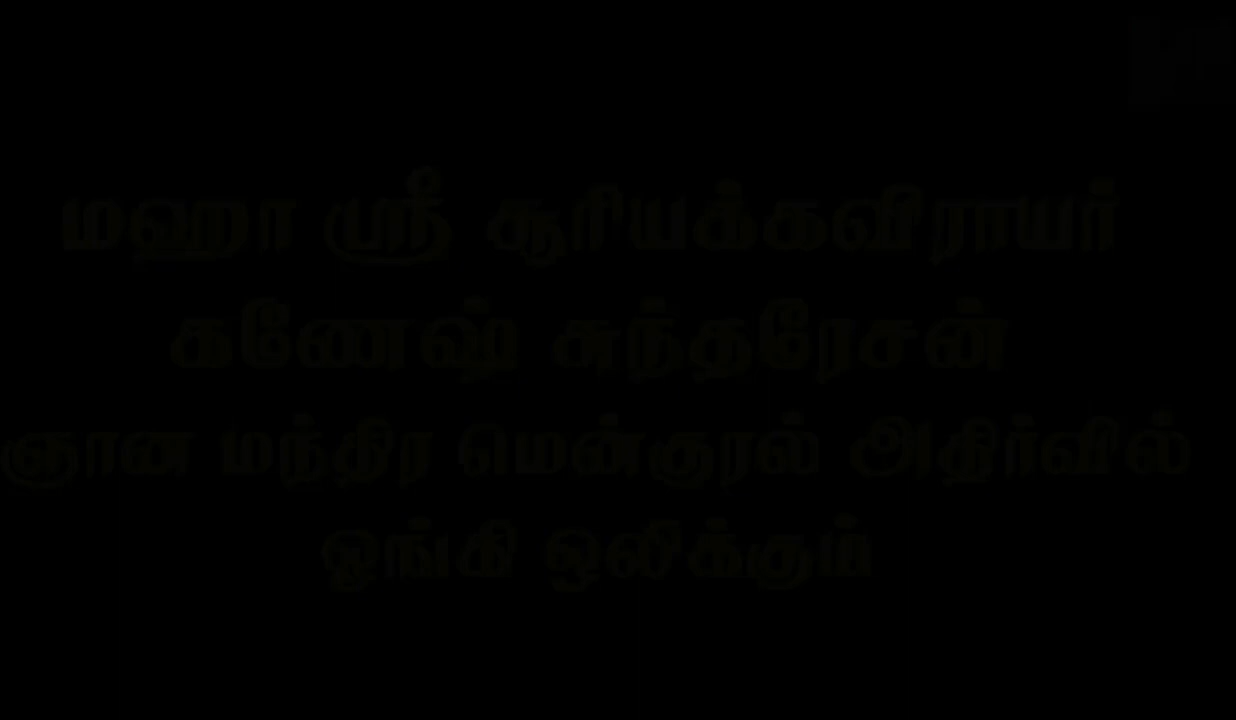 மஹா ஸ்ரீ சூரியக்கவிராயர்
கணேஷ் சுந்தரேசன்
ஞான மந்திர மென்குரல் அதிர்வில்
ஓங்கி ஒலிக்கும்